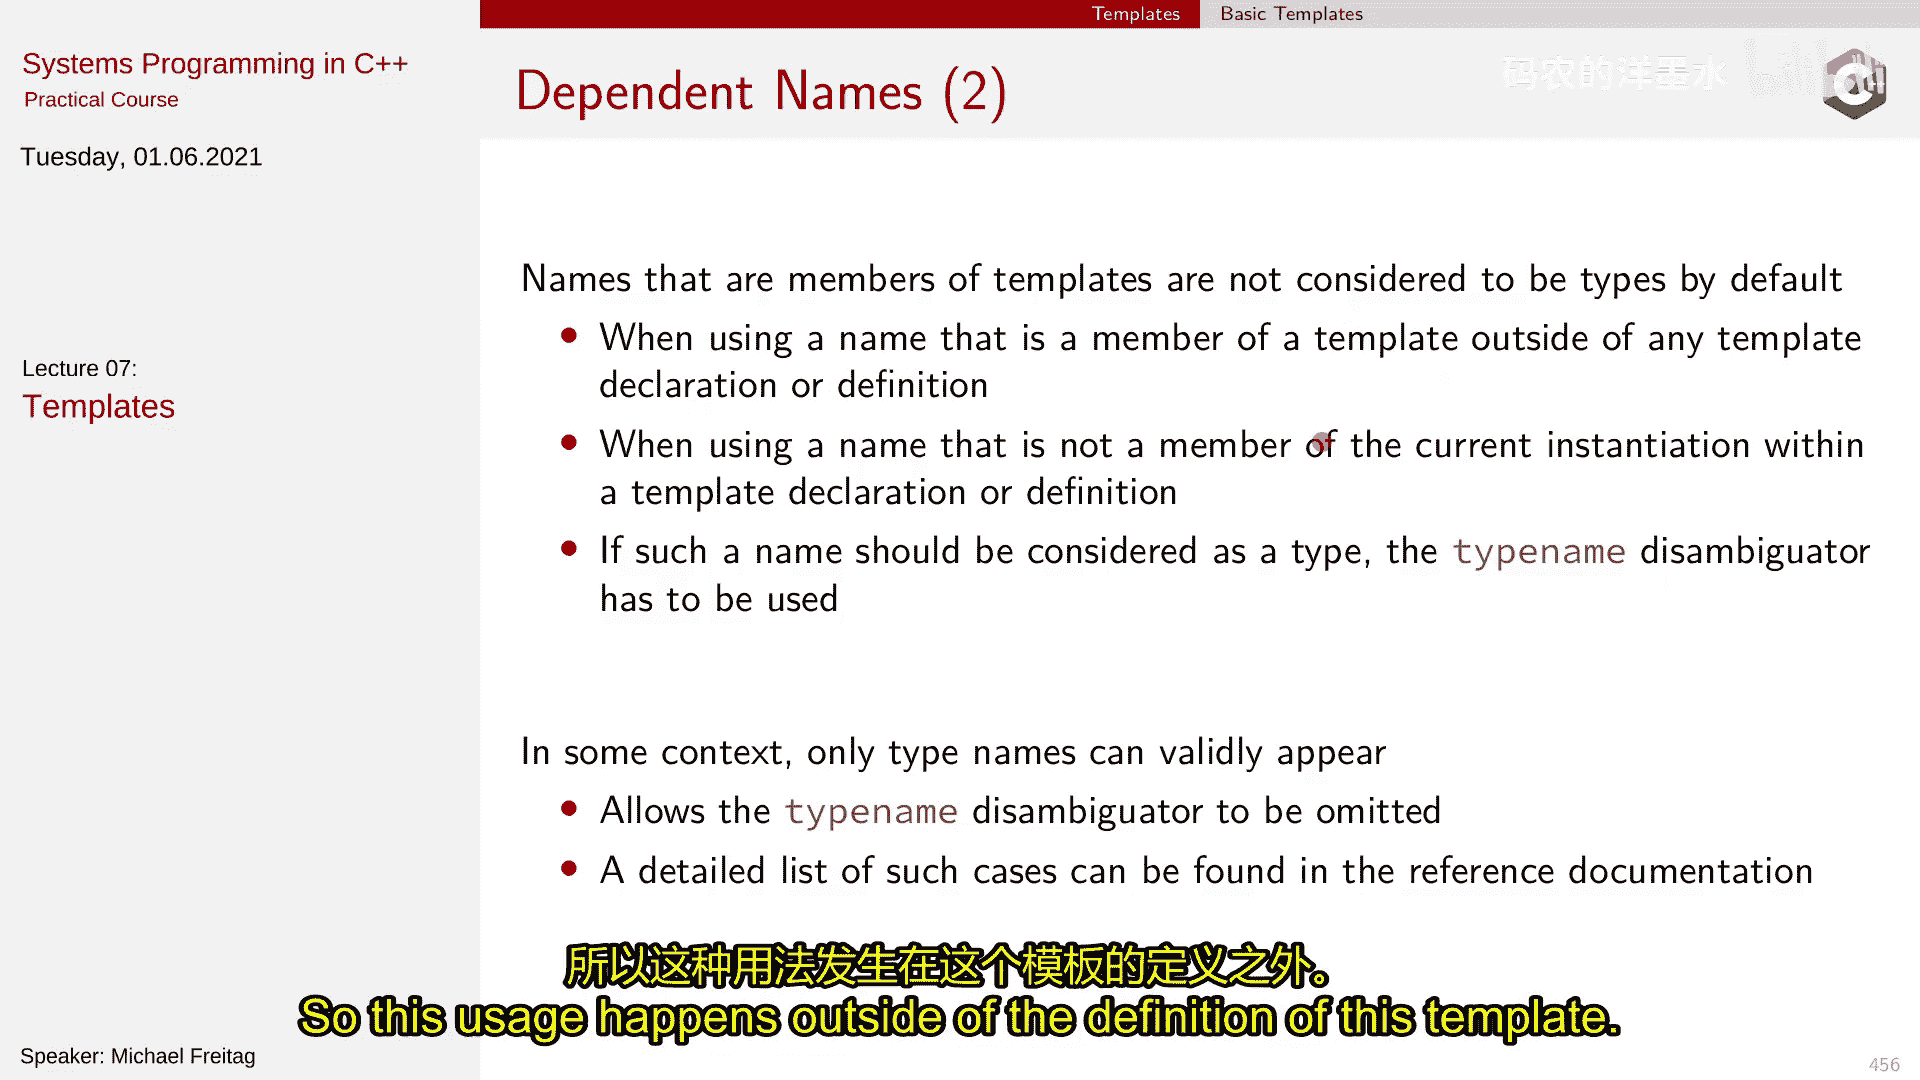 Templates Basic Templates
Systems Programming in C++
Practical Course
Tuesday, 01.06.2021
Lecture 07:
Templates
Speaker: Michael Freitag
Dependent Names (2)
码农的洋墨水
Names that are members of templates are not considered to be types by default
When using a name that is a member of a template outside of any template
declaration or definition
When using a name that is not a member of the current instantiation within
a template declaration or definition
If such a name should be considered as a type, the typename disambiguator
has to be used
In some context, only type names can validly appear
Allows the typename disambiguator to be omitted
A detailed list of such cases can be found in the reference documentation
所以这种用法发生在这个模板的定义之外。
So this usage happens outside of the definition of this template.
456